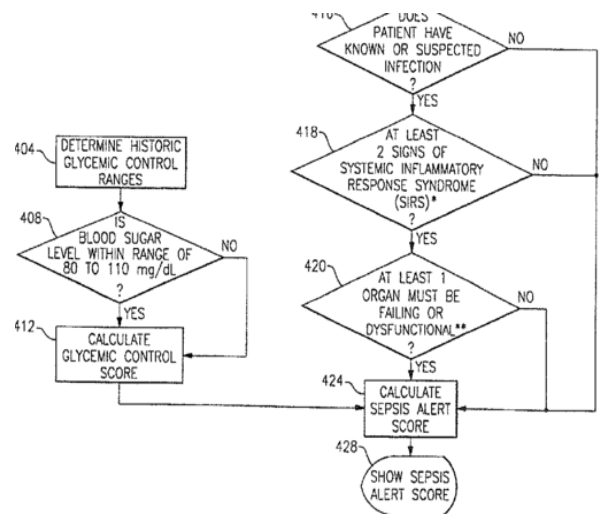 404
DETERMINE HISTORIC
GLYCEMIC CONTROL
RANGES
408
IS
BLOOD SUGAR
LEVEL WITHIN RANGE OF
80 TO 110 mg/dL
?
NO
YES
412
CALCULATE
GLYCEMIC CONTROL
SCORE
DOES
PATIENT HAVE
KNOWN OR SUSPECTED
INFECTION
?
NO
YES
418
AT LEAST
2 SIGNS OF
SYSTEMIC INFLAMMATORY
RESPONSE SYNDROME
(SIRS)*
?
NO
YES
420
AT LEAST 1
ORGAN MUST BE
FAILING OR
DYSFUNCTIONAL**
?
NO
YES
424
CALCULATE
SEPSIS ALERT
SCORE
428
SHOW SEPSIS
ALERT SCORE